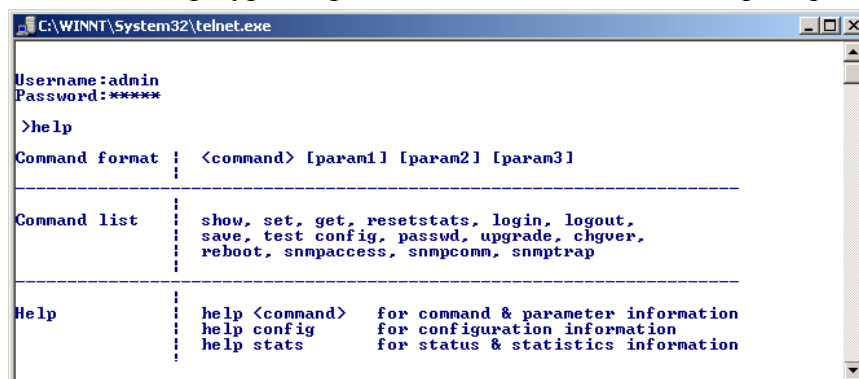 C:\WINNT\System32\telnet.exe
Username:admin
Password:*****
>help
Command format ¦ <command> [param1] [param2] [param3]
Command list ¦ show, set, get, resetstats, login, logout,
¦ save, test config, passwd, upgrade, chgver,
¦ reboot, snmpaccess, snmpcomm, snmptrap
Help ¦ help <command> for command & parameter information
¦ help config for configuration information
¦ help stats for status & statistics information